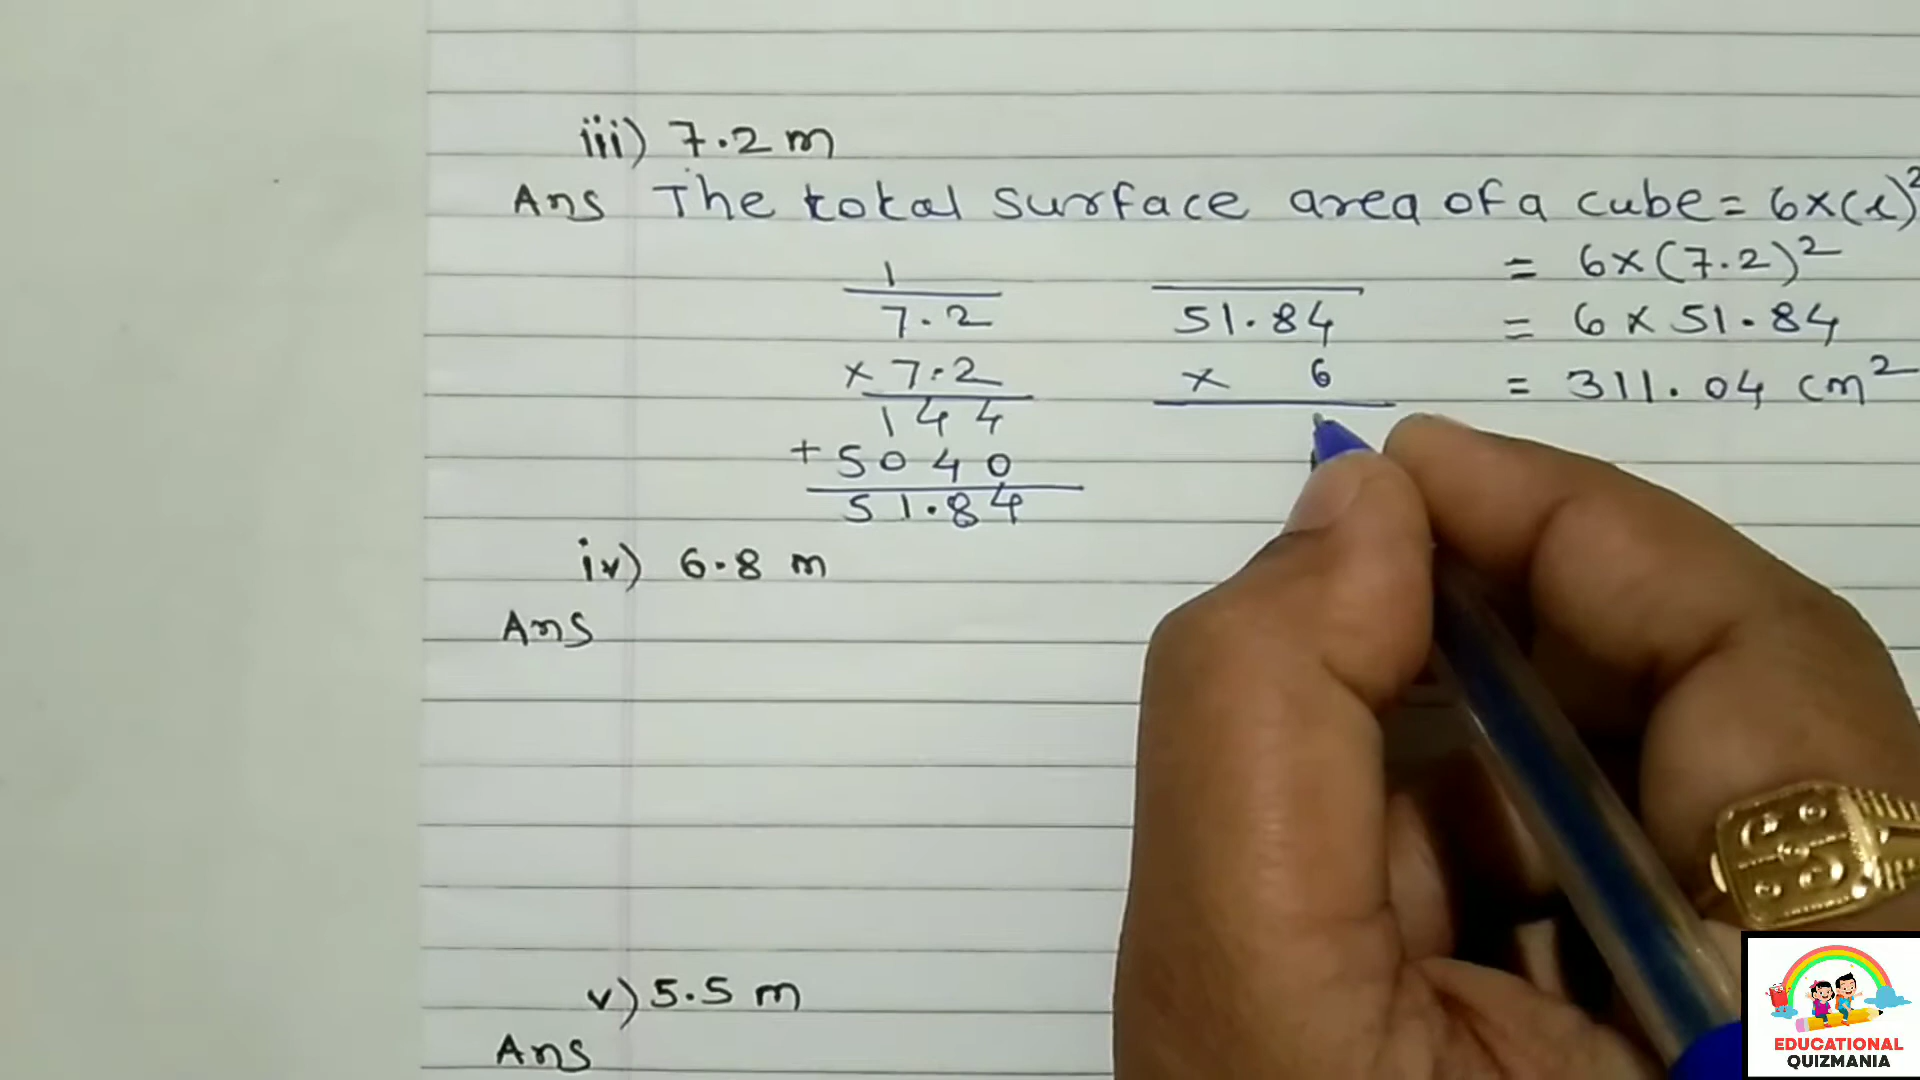 iii) 7.2 m
Ans The total surface area of a cube = 6×(l)²
= 6×(7.2)²
= 6 × 51.84
= 311.04 cm²
1
7.2
× 7.2
144
+ 5040
51.84
51.84
× 6
iv) 6.8 m
Ans
v) 5.5 m
Ans
EDUCATIONAL
QUIZMANIA